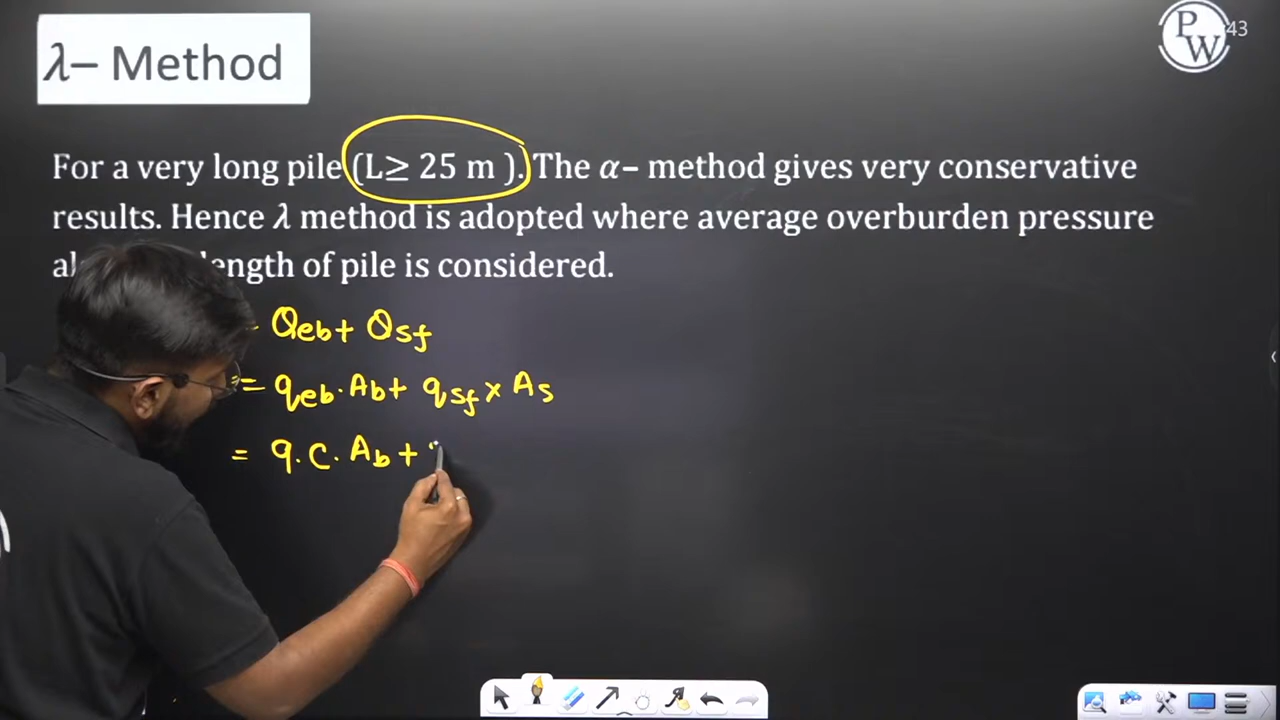 λ– Method
PW
43
For a very long pile (L≥ 25 m ). The α– method gives very conservative
results. Hence λ method is adopted where average overburden pressure
length of pile is considered.
= Qeb + Qsf
= qeb . Ab + qsf × As
= 9 . C . Ab +